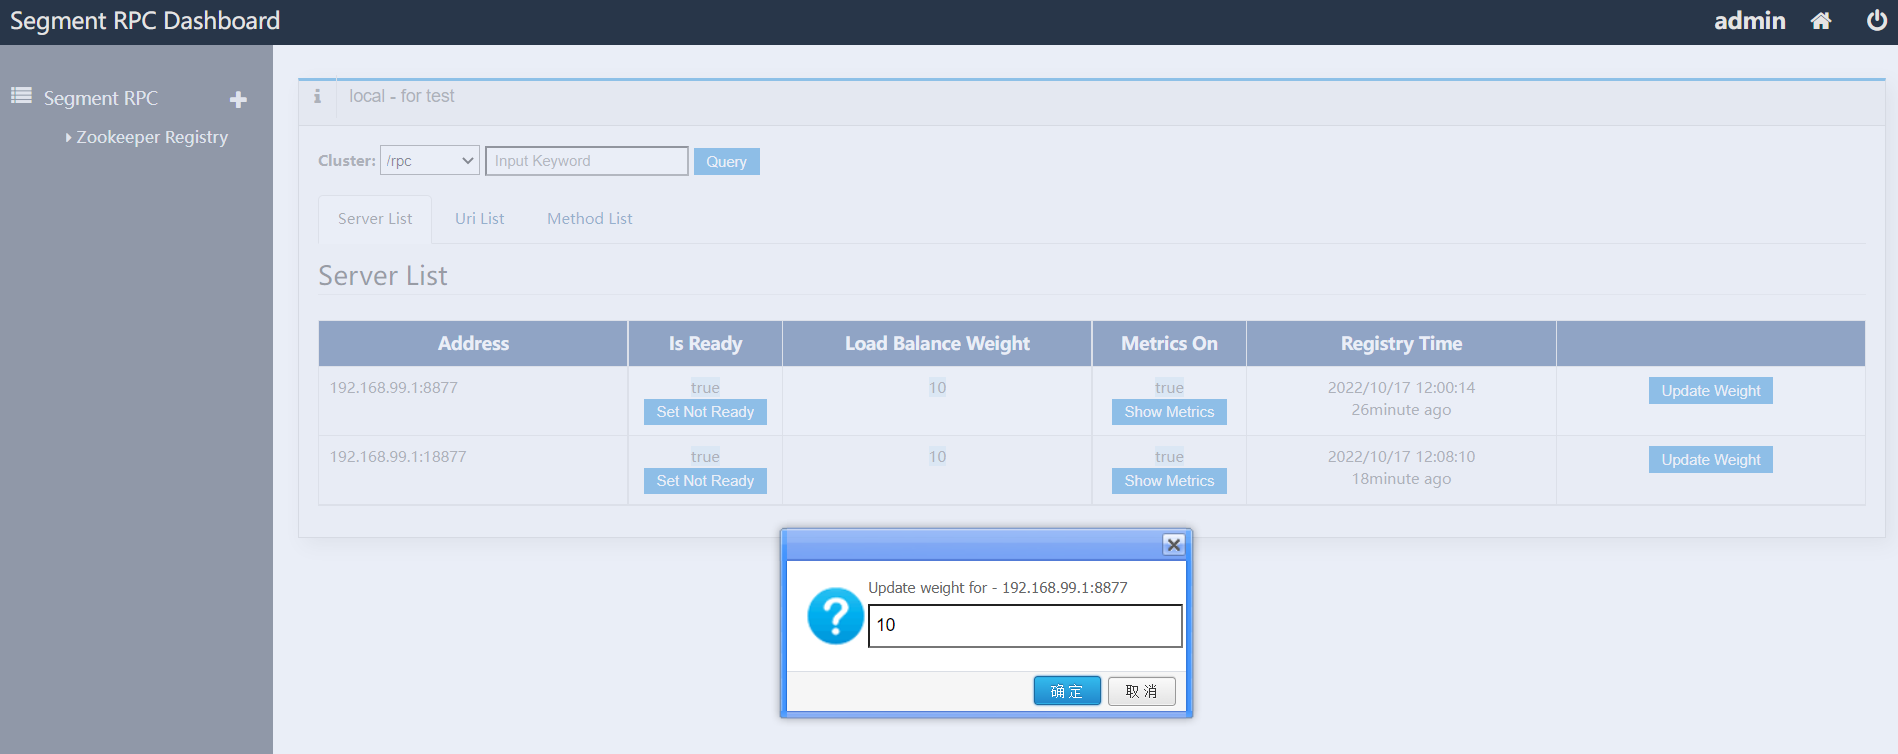 Segment RPC Dashboard
admin
Segment RPC
Zookeeper Registry
local - for test
Cluster: /rpc Input Keyword Query
Server List Uri List Method List
Server List
Address Is Ready Load Balance Weight Metrics On Registry Time
192.168.99.1:8877 true 10 true 2022/10/17 12:00:14 Update Weight
Set Not Ready Show Metrics 26minute ago
192.168.99.1:18877 true 10 true 2022/10/17 12:08:10 Update Weight
Set Not Ready Show Metrics 18minute ago
Update weight for - 192.168.99.1:8877
10
确定 取消